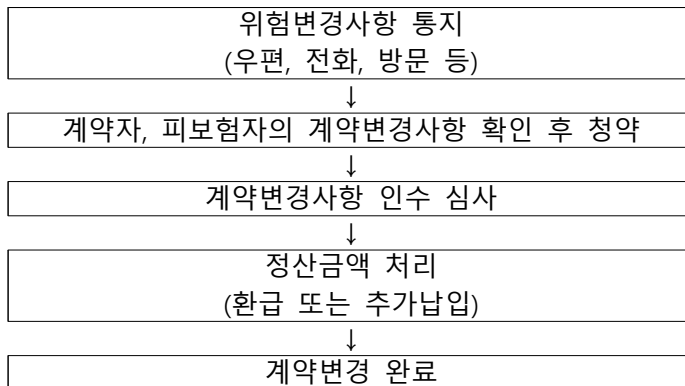 위험변경사항 통지
(우편, 전화, 방문 등)
↓
계약자, 피보험자의 계약변경사항 확인 후 청약
↓
계약변경사항 인수 심사
↓
정산금액 처리
(환급 또는 추가납입)
↓
계약변경 완료